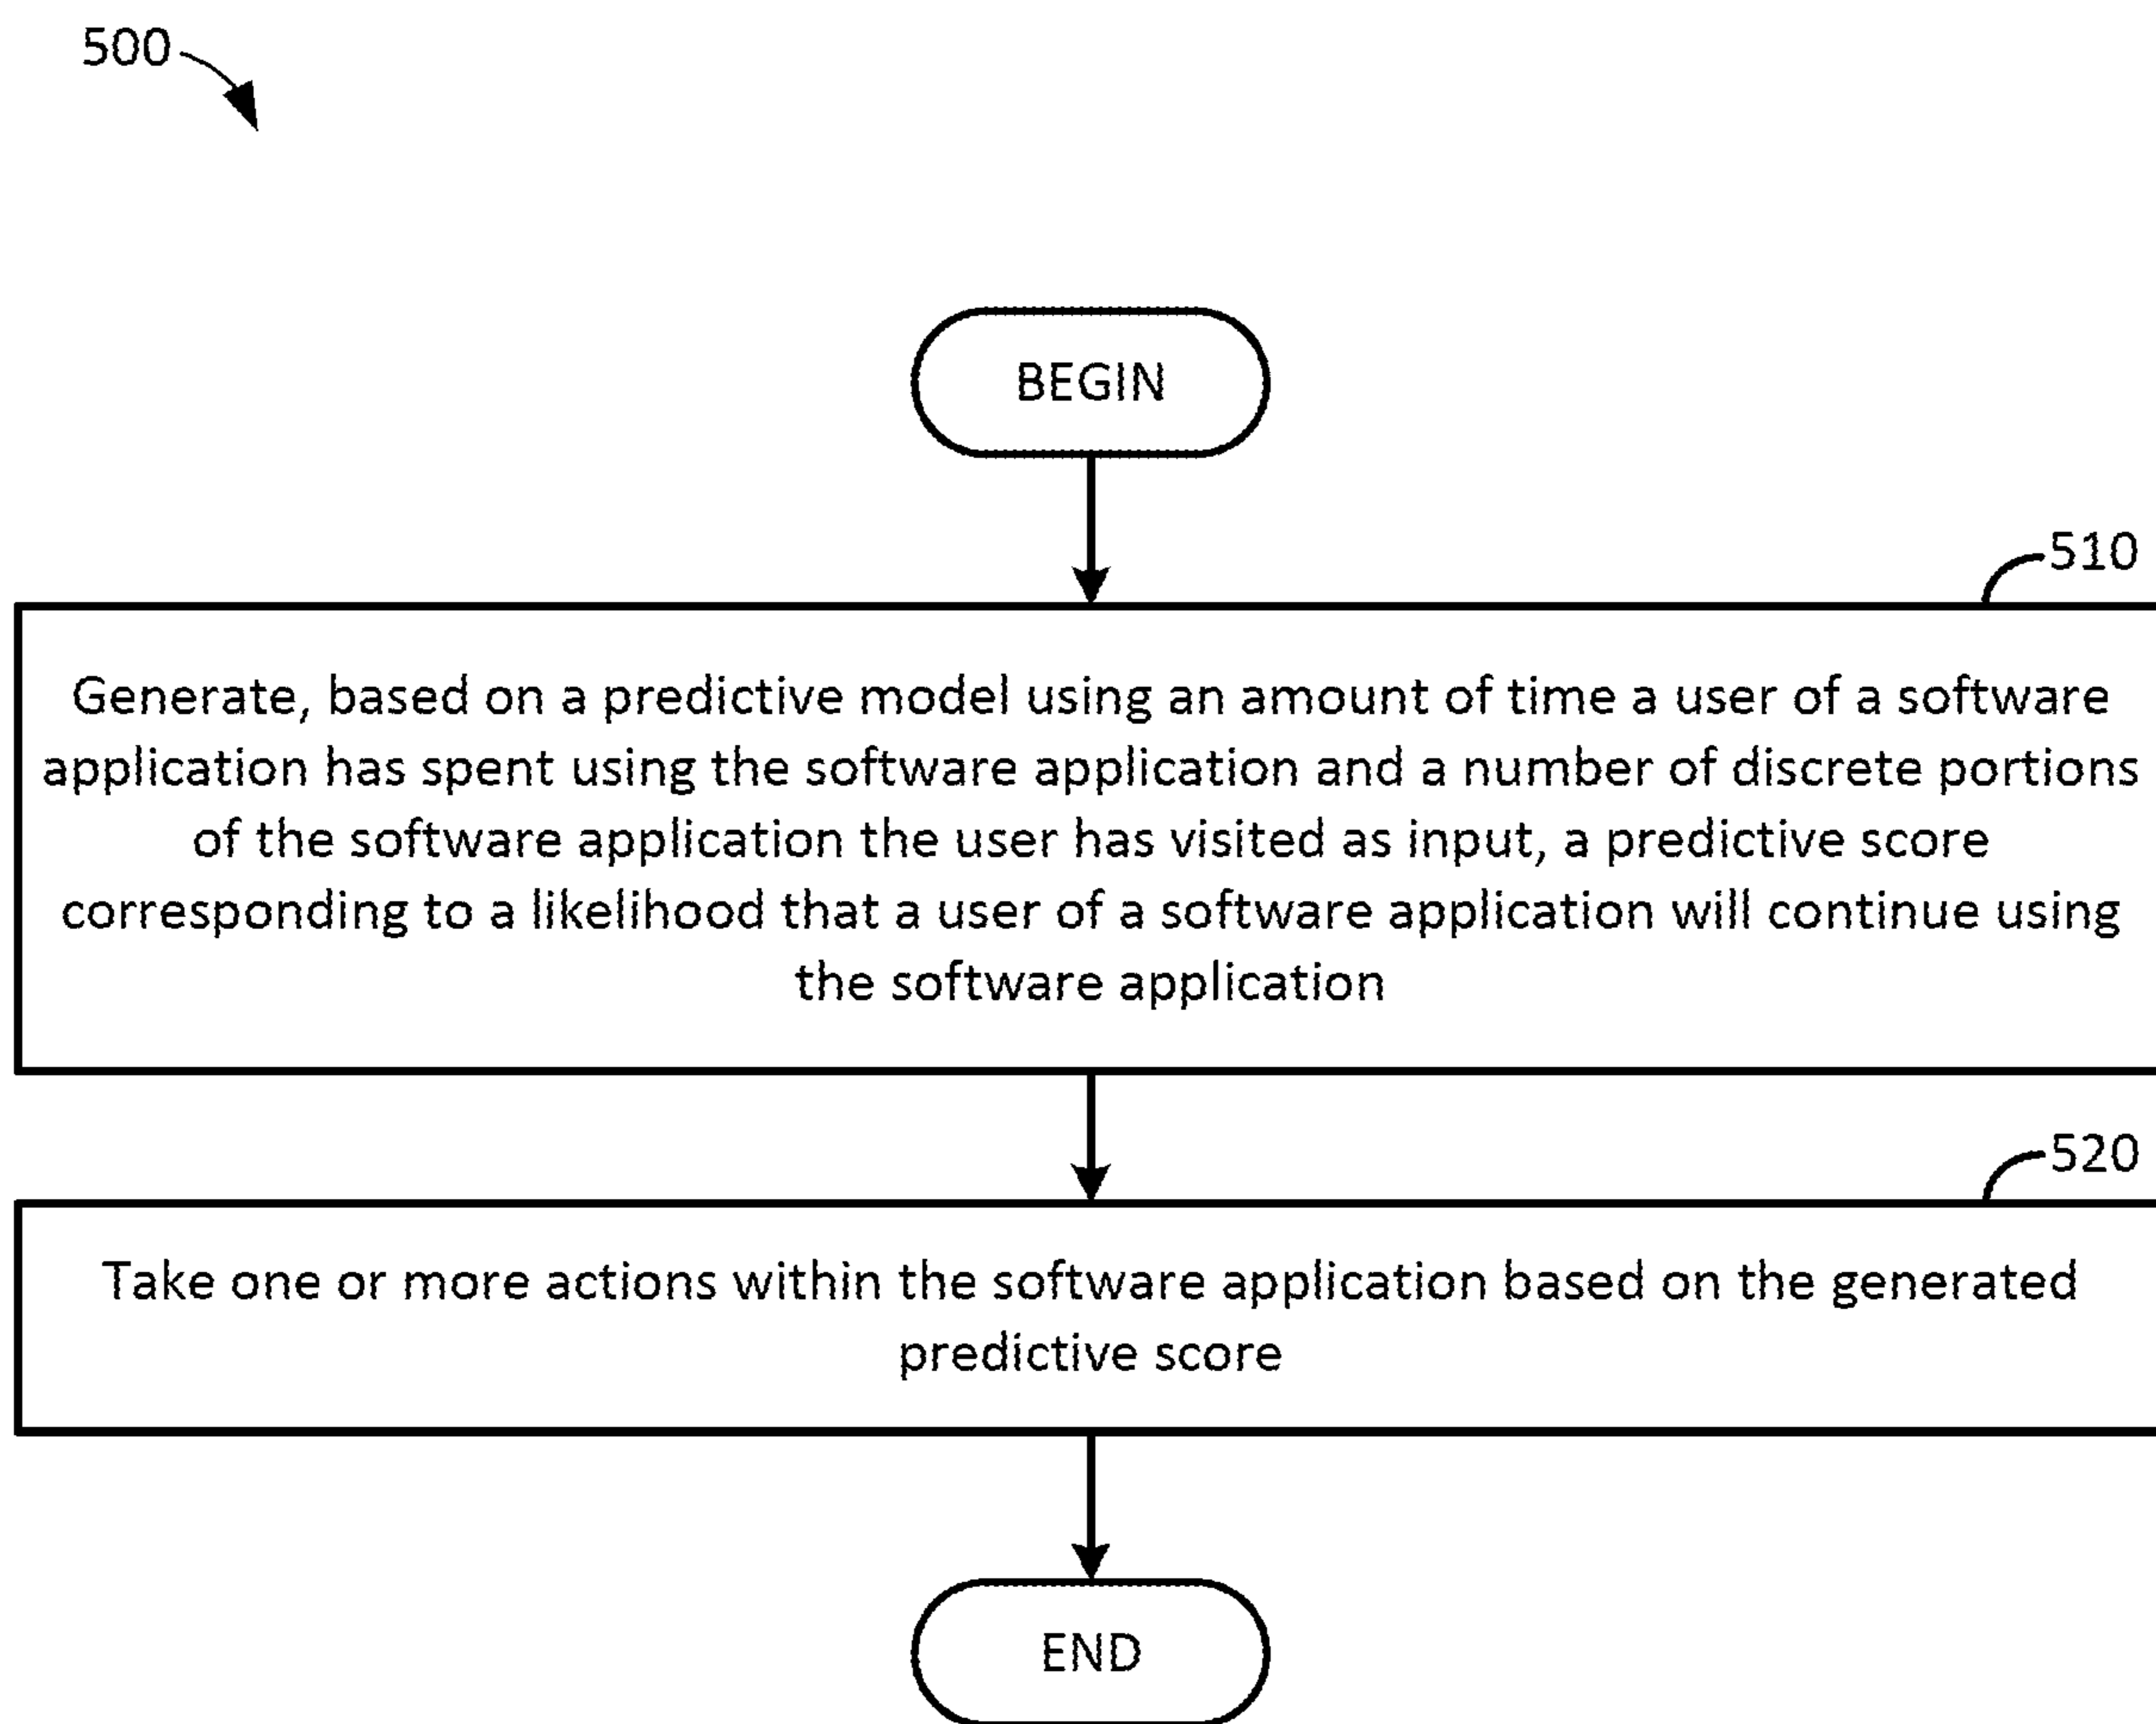 500
BEGIN
510
Generate, based on a predictive model using an amount of time a user of a software
application has spent using the software application and a number of discrete portions
of the software application the user has visited as input, a predictive score
corresponding to a likelihood that a user of a software application will continue using
the software application
520
Take one or more actions within the software application based on the generated
predictive score
END